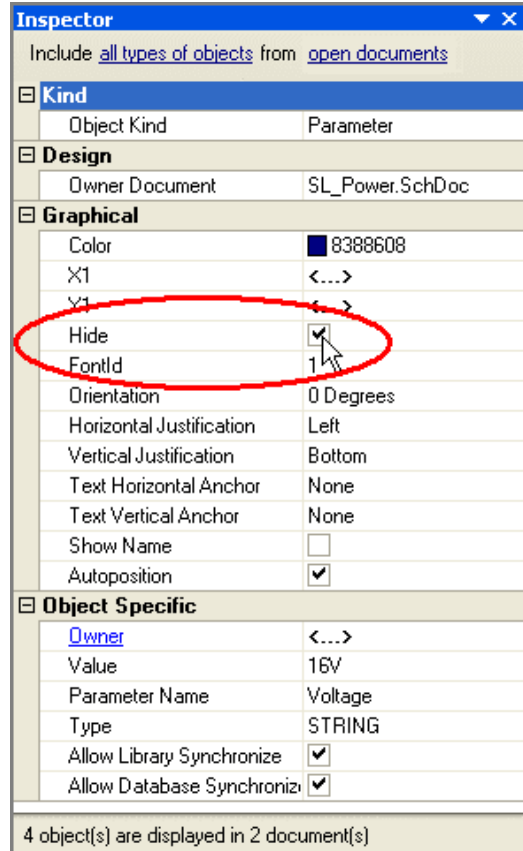 Inspector
Include all types of objects from open documents
Kind
Object Kind Parameter
Design
Owner Document SL_Power.SchDoc
Graphical
Color 8388608
X1 <...>
Y1 <...>
Hide
FontId 1
Orientation 0 Degrees
Horizontal Justification Left
Vertical Justification Bottom
Text Horizontal Anchor None
Text Vertical Anchor None
Show Name
Autoposition
Object Specific
Owner <...>
Value 16V
Parameter Name Voltage
Type STRING
Allow Library Synchronize
Allow Database Synchroniz
4 object(s) are displayed in 2 document(s)